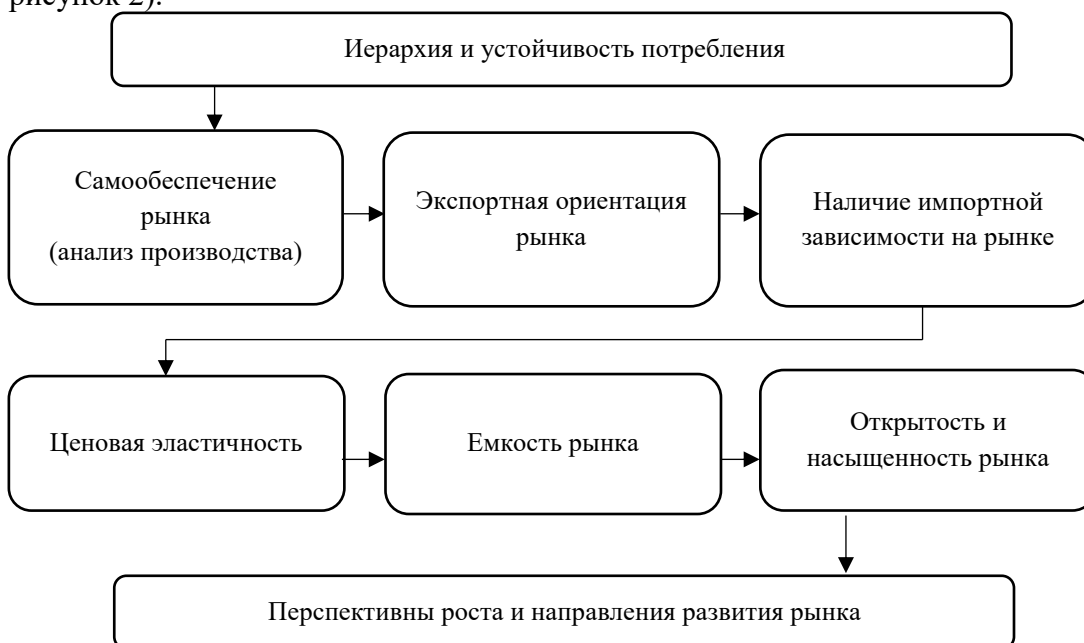 рисунок 2).
Иерархия и устойчивость потребления
Самообеспечение
рынка
(анализ производства)
Экспортная ориентация
рынка
Наличие импортной
зависимости на рынке
Ценовая эластичность
Емкость рынка
Открытость и
насыщенность рынка
Перспективны роста и направления развития рынка